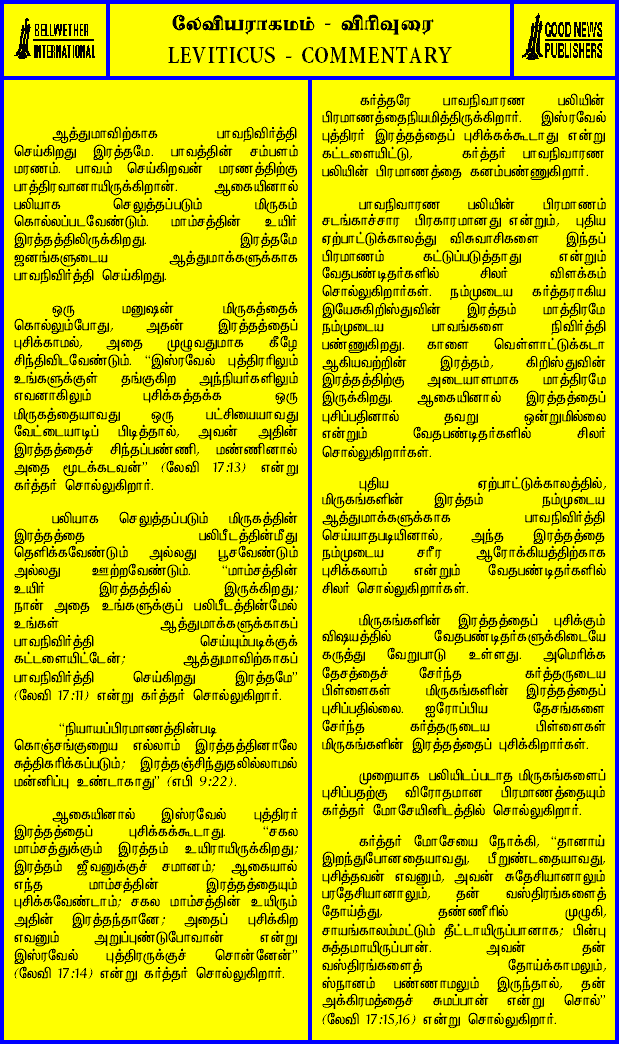 BELLWETHER
INTERNATIONAL
லேவியராகமம் - விரிவுரை
LEVITICUS - COMMENTARY
GOOD NEWS
PUBLISHERS
ஆத்துமாவிற்காக பாவநிவிர்த்தி
செய்கிறது இரத்தமே. பாவத்தின் சம்பளம்
மரணம். பாவம் செய்கிறவன் மரணத்திற்கு
பாத்திரவானாயிருக்கிறான். ஆகையினால்
பலியாக செலுத்தப்படும் மிருகம்
கொல்லப்படவேண்டும். மாம்சத்தின் உயிர்
இரத்தத்திலிருக்கிறது. இரத்தமே
ஜனங்களுடைய ஆத்துமாக்களுக்காக
பாவநிவிர்த்தி செய்கிறது.
ஒரு மனுஷன் மிருகத்தைக்
கொல்லும்போது, அதன் இரத்தத்தைப்
புசிக்காமல், அதை முழுவதுமாக கீழே
சிந்திவிடவேண்டும். “இஸ்ரவேல் புத்திரரிலும்
உங்களுக்குள் தங்குகிற அந்நியர்களிலும்
எவனாகிலும் புசிக்கத்தக்க ஒரு
மிருகத்தையாவது ஒரு பட்சியையாவது
வேட்டையாடிப் பிடித்தால், அவன் அதின்
இரத்தத்தைச் சிந்தப்பண்ணி, மண்ணினால்
அதை மூடக்கடவன்” (லேவி 17:13) என்று
கர்த்தர் சொல்லுகிறார்.
பலியாக செலுத்தப்படும் மிருகத்தின்
இரத்தத்தை பலிபீடத்தின்மீது
தெளிக்கவேண்டும் அல்லது பூசவேண்டும்
அல்லது ஊற்றவேண்டும். “மாம்சத்தின்
உயிர் இரத்தத்தில் இருக்கிறது;
நான் அதை உங்களுக்குப் பலிபீடத்தின்மேல்
உங்கள் ஆத்துமாக்களுக்காகப்
பாவநிவிர்த்தி செய்யும்படிக்குக்
கட்டளையிட்டேன்; ஆத்துமாவிற்காகப்
பாவநிவிர்த்தி செய்கிறது இரத்தமே”
(லேவி 17:11) என்று கர்த்தர் சொல்லுகிறார்.
“நியாயப்பிரமாணத்தின்படி
கொஞ்சங்குறைய எல்லாம் இரத்தத்தினாலே
சுத்திகரிக்கப்படும்; இரத்தஞ்சிந்துதலில்லாமல்
மன்னிப்பு உண்டாகாது” (எபி 9:22).
ஆகையினால் இஸ்ரவேல் புத்திரர்
இரத்தத்தைப் புசிக்கக்கூடாது. “சகல
மாம்சத்துக்கும் இரத்தம் உயிராயிருக்கிறது;
இரத்தம் ஜீவனுக்குச் சமானம்; ஆகையால்
எந்த மாம்சத்தின் இரத்தத்தையும்
புசிக்கவேண்டாம்; சகல மாம்சத்தின் உயிரும்
அதின் இரத்தந்தானே; அதைப் புசிக்கிற
எவனும் அறுப்புண்டுபோவான் என்று
இஸ்ரவேல் புத்திரருக்குச் சொன்னேன்”
(லேவி 17:14) என்று கர்த்தர் சொல்லுகிறார்.
கர்த்தரே பாவநிவாரண பலியின்
பிரமாணத்தைநியமித்திருக்கிறார். இஸ்ரவேல்
புத்திரர் இரத்தத்தைப் புசிக்கக்கூடாது என்று
கட்டளையிட்டு, கர்த்தர் பாவநிவாரண
பலியின் பிரமாணத்தை கனம்பண்ணுகிறார்.
பாவநிவாரண பலியின் பிரமாணம்
சடங்காச்சார பிரகாரமானது என்றும், புதிய
ஏற்பாட்டுக்காலத்து விசுவாசிகளை இந்தப்
பிரமாணம் கட்டுப்படுத்தாது என்றும்
வேதபண்டிதர்களில் சிலர் விளக்கம்
சொல்லுகிறார்கள். நம்முடைய கர்த்தராகிய
இயேசுகிறிஸ்துவின் இரத்தம் மாத்திரமே
நம்முடைய பாவங்களை நிவிர்த்தி
பண்ணுகிறது. காளை வெள்ளாட்டுக்கடா
ஆகியவற்றின் இரத்தம், கிறிஸ்துவின்
இரத்தத்திற்கு அடையாளமாக மாத்திரமே
இருக்கிறது. ஆகையினால் இரத்தத்தைப்
புசிப்பதினால் தவறு ஒன்றுமில்லை
என்றும் வேதபண்டிதர்களில் சிலர்
சொல்லுகிறார்கள்.
புதிய ஏற்பாட்டுக்காலத்தில்,
மிருகங்களின் இரத்தம் நம்முடைய
ஆத்துமாக்களுக்காக பாவநிவிர்த்தி
செய்யாதபடியினால், அந்த இரத்தத்தை
நம்முடைய சரீர ஆரோக்கியத்திற்காக
புசிக்கலாம் என்றும் வேதபண்டிதர்களில்
சிலர் சொல்லுகிறார்கள்.
மிருகங்களின் இரத்தத்தைப் புசிக்கும்
விஷயத்தில் வேதபண்டிதர்களுக்கிடையே
கருத்து வேறுபாடு உள்ளது. அமெரிக்க
தேசத்தைச் சேர்ந்த கர்த்தருடைய
பிள்ளைகள் மிருகங்களின் இரத்தத்தைப்
புசிப்பதில்லை. ஐரோப்பிய தேசங்களை
சேர்ந்த கர்த்தருடைய பிள்ளைகள்
மிருகங்களின் இரத்தத்தைப் புசிக்கிறார்கள்.
முறையாக பலியிடப்படாத மிருகங்களைப்
புசிப்பதற்கு விரோதமான பிரமாணத்தையும்
கர்த்தர் மோசேயினிடத்தில் சொல்லுகிறார்.
கர்த்தர் மோசேயை நோக்கி, “தானாய்
இறந்துபோனதையாவது, பீறுண்டதையாவது,
புசித்தவன் எவனும், அவன் சுதேசியானாலும்
பரதேசியானாலும், தன் வஸ்திரங்களைத்
தோய்த்து, தண்ணீரில் முழுகி,
சாயங்காலம்மட்டும் தீட்டாயிருப்பானாக; பின்பு
சுத்தமாயிருப்பான். அவன் தன்
வஸ்திரங்களைத் தோய்க்காமலும்,
ஸ்நானம் பண்ணாமலும் இருந்தால், தன்
அக்கிரமத்தைச் சுமப்பான் என்று சொல்”
(லேவி 17:15,16) என்று கர்த்தர் சொல்லுகிறார்.